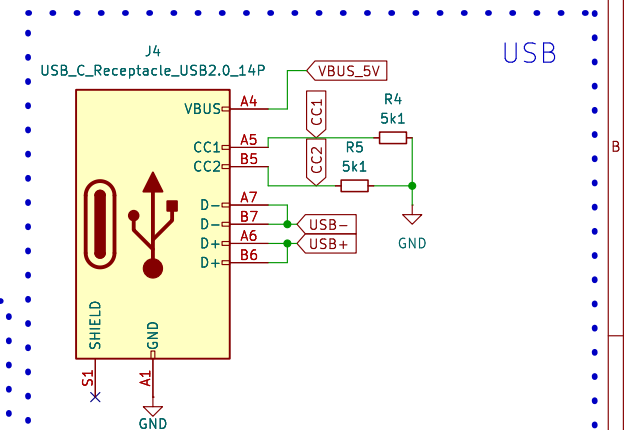 J4
USB_C_Receptacle_USB2.0_14P
USB
VBUS
A4
VBUS_5V
CC1
R4
5k1
CC1
A5
B
CC2
B5
CC2
R5
5k1
D-
A7
D-
B7
USB-
D+
A6
USB+
D+
B6
GND
SHIELD
GND
S1
A1
GND